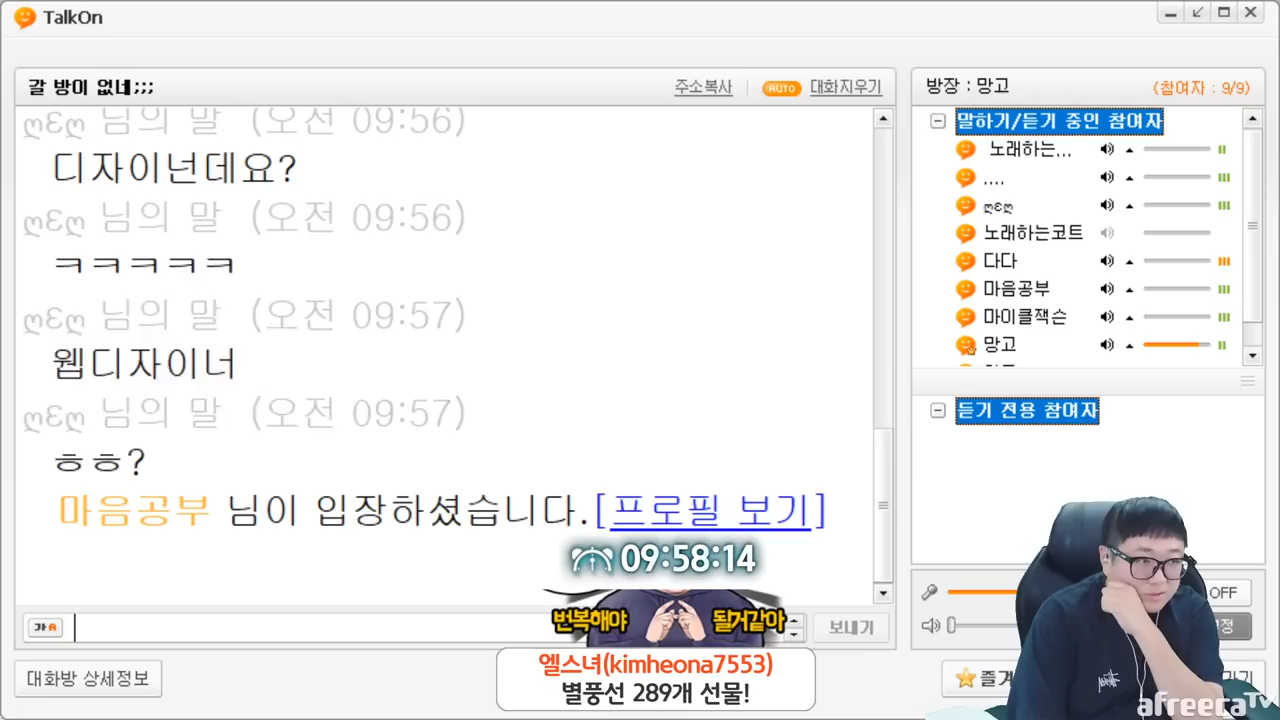 TalkOn
갈 방이 없네;;;
주소복사
AUTO
대화지우기
ღ٤ღ 님의 말 (오전 09:56)
디자이넌데요?
ღ٤ღ 님의 말 (오전 09:56)
ㅋㅋㅋㅋㅋ
ღ٤ღ 님의 말 (오전 09:57)
웹디자이너
ღ٤ღ 님의 말 (오전 09:57)
ㅎㅎ?
마음공부 님이 입장하셨습니다.[프로필 보기]
09:58:14
번복해야 될거같아
가A
보내기
엘스녀(kimheona7553)
별풍선 289개 선물!
대화방 상세정보
방장 : 망고
(참여자 : 9/9)
말하기/듣기 중인 참여자
노래하는...
....
ღ٤ღ
노래하는코트
다다
마음공부
마이클잭슨
망고
듣기 전용 참여자
OFF
afreecaTV